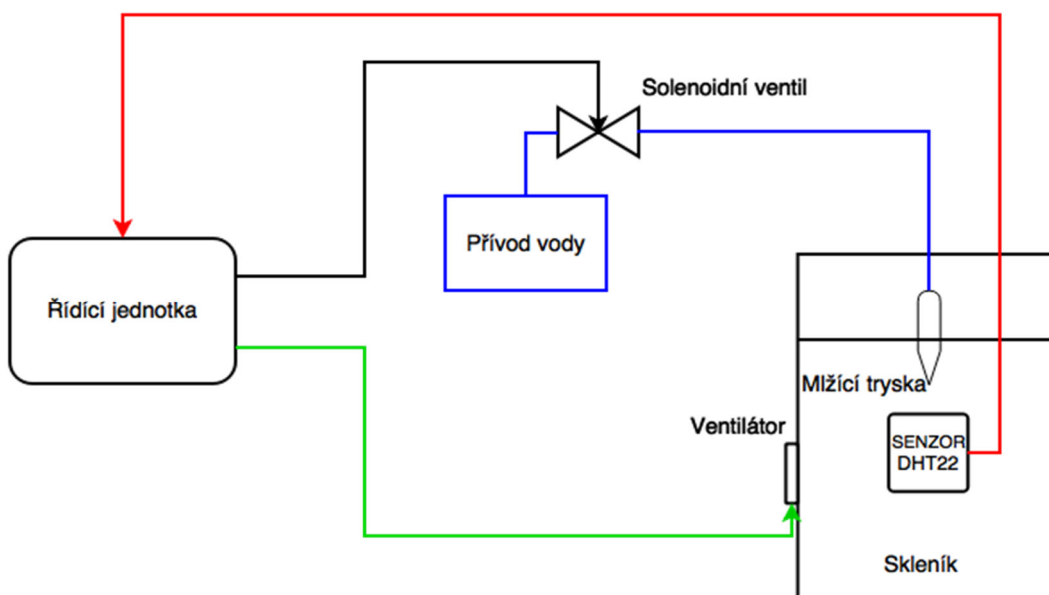 Solenoidní ventil
Přívod vody
Řídící jednotka
Mlžící tryska
Ventilátor
SENZOR
DHT22
Skleník